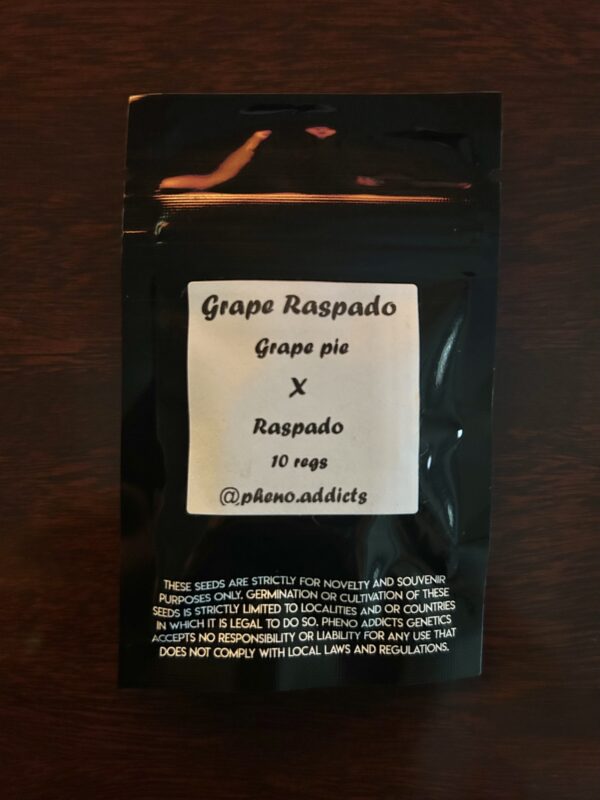 Grape Raspado
Grape pie
X
Raspado
10 regs
@pheno.addicts
THESE SEEDS ARE STRICTLY FOR NOVELTY AND SOUVENIR
PURPOSES ONLY. GERMINATION OR CULTIVATION OF THESE
SEEDS IS STRICTLY LIMITED TO LOCALITIES AND OR COUNTRIES
IN WHICH IT IS LEGAL TO DO SO. PHENO ADDICTS GENETICS
ACCEPTS NO RESPONSIBILITY OR LIABILITY FOR ANY USE THAT
DOES NOT COMPLY WITH LOCAL LAWS AND REGULATIONS.